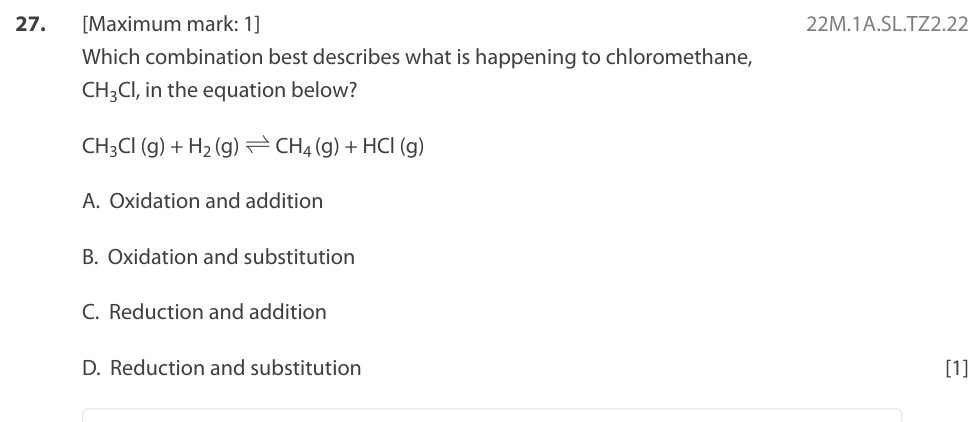 27. [Maximum mark: 1] 22M.1A.SL.TZ2.22
Which combination best describes what is happening to chloromethane,
CH₃Cl, in the equation below?
CH₃Cl (g) + H₂ (g) ⇌ CH₄ (g) + HCl (g)
A. Oxidation and addition
B. Oxidation and substitution
C. Reduction and addition
D. Reduction and substitution [1]